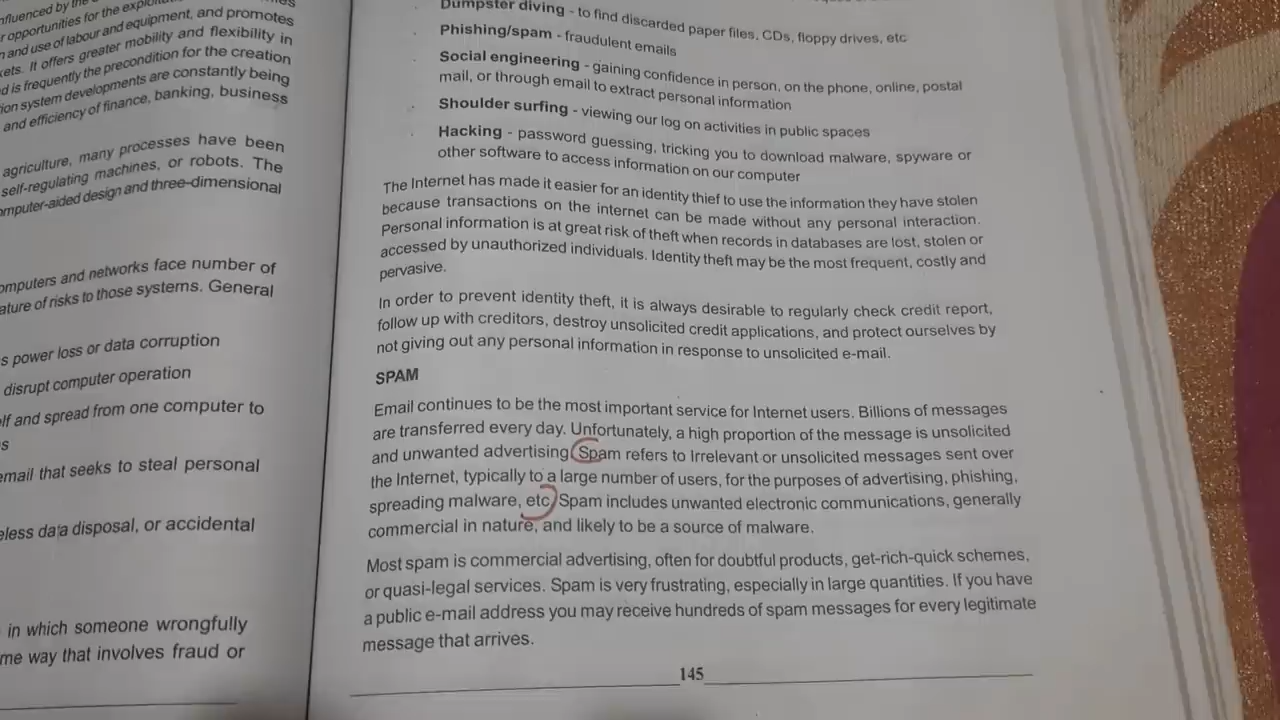 nfluenced by the
r opportunities for the
n and use of labour and equipment, and promotes
kets. It offers greater mobility and flexibility in
d is frequently the precondition for the creation
ion system developments are constantly being
and efficiency of finance, banking, business
agriculture, many processes have been
self-regulating machines, or robots. The
omputer-aided design and three-dimensional
omputers and networks face number of
ature of risks to those systems. General
s power loss or data corruption
disrupt computer operation
elf and spread from one computer to
s
email that seeks to steal personal
eless data disposal, or accidental
in which someone wrongfully
me way that involves fraud or
Dumpster diving - to find discarded paper files, CDs, floppy drives, etc
Phishing/spam - fraudulent emails
Social engineering - gaining confidence in person, on the phone, online, postal
mail, or through email to extract personal information
Shoulder surfing - viewing our log on activities in public spaces
Hacking - password guessing, tricking you to download malware, spyware or
other software to access information on our computer
The Internet has made it easier for an identity thief to use the information they have stolen
because transactions on the internet can be made without any personal interaction.
Personal information is at great risk of theft when records in databases are lost, stolen or
accessed by unauthorized individuals. Identity theft may be the most frequent, costly and
pervasive.
In order to prevent identity theft, it is always desirable to regularly check credit report,
follow up with creditors, destroy unsolicited credit applications, and protect ourselves by
not giving out any personal information in response to unsolicited e-mail.
SPAM
Email continues to be the most important service for Internet users. Billions of messages
are transferred every day. Unfortunately, a high proportion of the message is unsolicited
and unwanted advertising. Spam refers to Irrelevant or unsolicited messages sent over
the Internet, typically to a large number of users, for the purposes of advertising, phishing,
spreading malware, etc. Spam includes unwanted electronic communications, generally
commercial in nature, and likely to be a source of malware.
Most spam is commercial advertising, often for doubtful products, get-rich-quick schemes,
or quasi-legal services. Spam is very frustrating, especially in large quantities. If you have
a public e-mail address you may receive hundreds of spam messages for every legitimate
message that arrives.
145